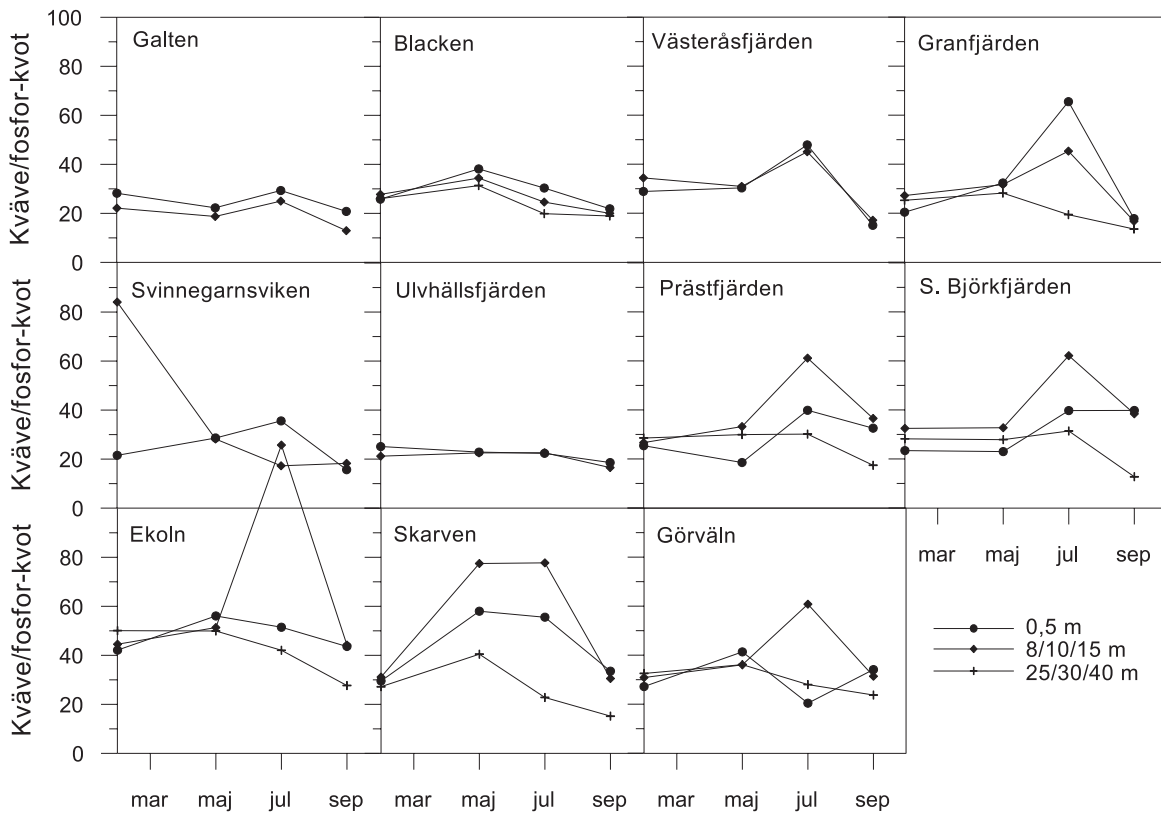 100
80
60
40
20
0
Kväve/fosfor-kvot
Galten
Blacken
Västeråsfjärden
Granfjärden
80
60
40
20
0
Kväve/fosfor-kvot
Svinnegarnsviken
Ulvhällsfjärden
Prästfjärden
S. Björkfjärden
80
60
40
20
0
Kväve/fosfor-kvot
Ekoln
Skarven
Görväln
mar maj jul sep
0,5 m
8/10/15 m
25/30/40 m
mar maj jul sep mar maj jul sep mar maj jul sep